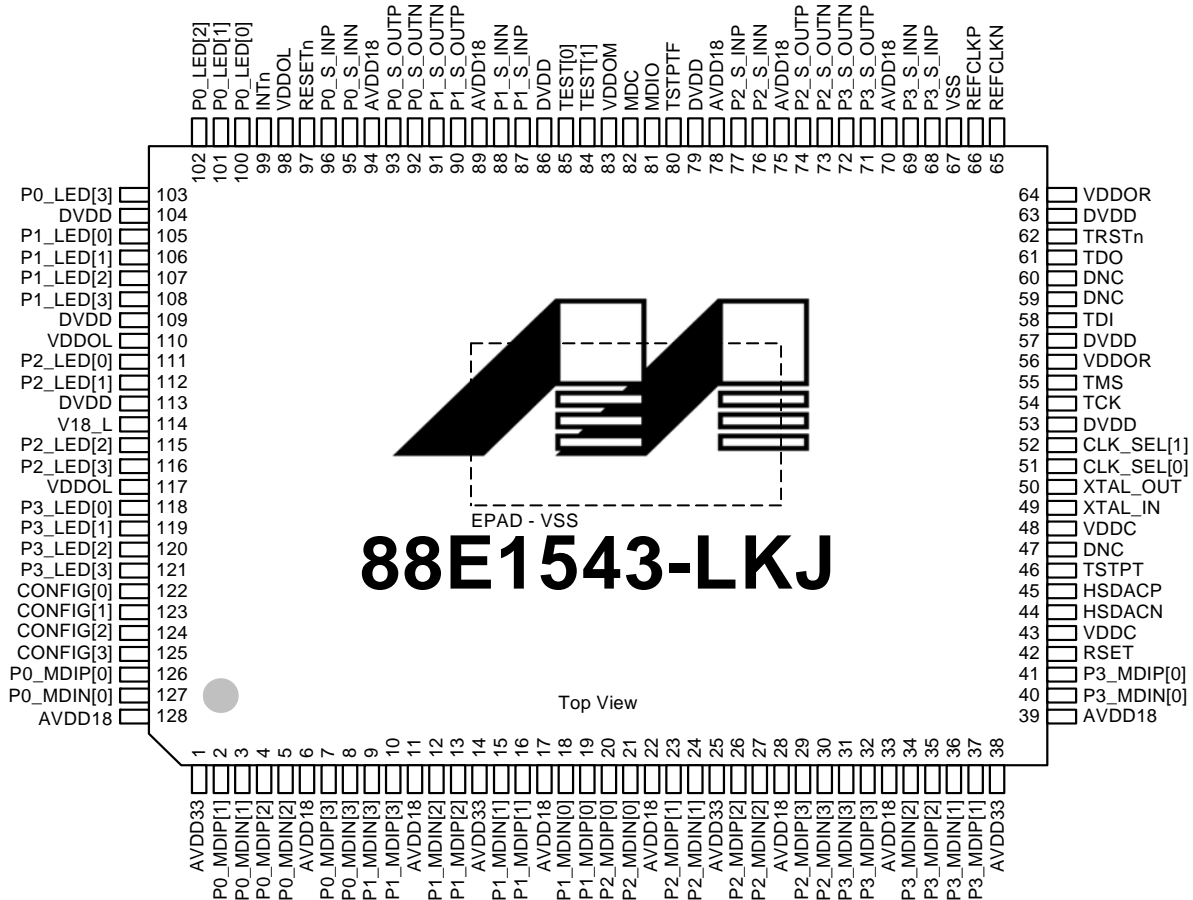 P0_LED[2]
P0_LED[1]
P0_LED[0]
INTn
VDDOL
RESETn
P0_S_INP
P0_S_INN
AVDD18
P0_S_OUTP
P0_S_OUTN
P1_S_OUTN
P1_S_OUTP
AVDD18
P1_S_INN
P1_S_INP
DVDD
TEST[0]
TEST[1]
VDDOM
MDC
MDIO
TSTPTF
DVDD
AVDD18
P2_S_INP
P2_S_INN
AVDD18
P2_S_OUTP
P2_S_OUTN
P3_S_OUTN
P3_S_OUTP
AVDD18
P3_S_INN
P3_S_INP
VSS
REFCLKP
REFCLKN
102
101
100
99
98
97
96
95
94
93
92
91
90
89
88
87
86
85
84
83
82
81
80
79
78
77
76
75
74
73
72
71
70
69
68
67
66
65
P0_LED[3] 103
DVDD 104
P1_LED[0] 105
P1_LED[1] 106
P1_LED[2] 107
P1_LED[3] 108
DVDD 109
VDDOL 110
P2_LED[0] 111
P2_LED[1] 112
DVDD 113
V18_L 114
P2_LED[2] 115
P2_LED[3] 116
VDDOL 117
P3_LED[0] 118
P3_LED[1] 119
P3_LED[2] 120
P3_LED[3] 121
CONFIG[0] 122
CONFIG[1] 123
CONFIG[2] 124
CONFIG[3] 125
P0_MDIP[0] 126
P0_MDIN[0] 127
AVDD18 128
EPAD - VSS
88E1543-LKJ
Top View
64 VDDOR
63 DVDD
62 TRSTn
61 TDO
60 DNC
59 DNC
58 TDI
57 DVDD
56 VDDOR
55 TMS
54 TCK
53 DVDD
52 CLK_SEL[1]
51 CLK_SEL[0]
50 XTAL_OUT
49 XTAL_IN
48 VDDC
47 DNC
46 TSTPT
45 HSDACP
44 HSDACN
43 VDDC
42 RSET
41 P3_MDIP[0]
40 P3_MDIN[0]
39 AVDD18
1
2
3
4
5
6
7
8
9
10
11
12
13
14
15
16
17
18
19
20
21
22
23
24
25
26
27
28
29
30
31
32
33
34
35
36
37
38
AVDD33
P0_MDIP[1]
P0_MDIN[1]
P0_MDIP[2]
P0_MDIN[2]
AVDD18
P0_MDIP[3]
P0_MDIN[3]
P1_MDIN[3]
P1_MDIP[3]
AVDD18
P1_MDIN[2]
P1_MDIP[2]
AVDD33
P1_MDIN[1]
P1_MDIP[1]
AVDD18
P1_MDIN[0]
P1_MDIP[0]
P2_MDIP[0]
P2_MDIN[0]
AVDD18
P2_MDIP[1]
P2_MDIN[1]
AVDD33
P2_MDIP[2]
P2_MDIN[2]
AVDD18
P2_MDIP[3]
P2_MDIN[3]
P3_MDIN[3]
P3_MDIP[3]
AVDD18
P3_MDIN[2]
P3_MDIP[2]
P3_MDIN[1]
P3_MDIP[1]
AVDD33